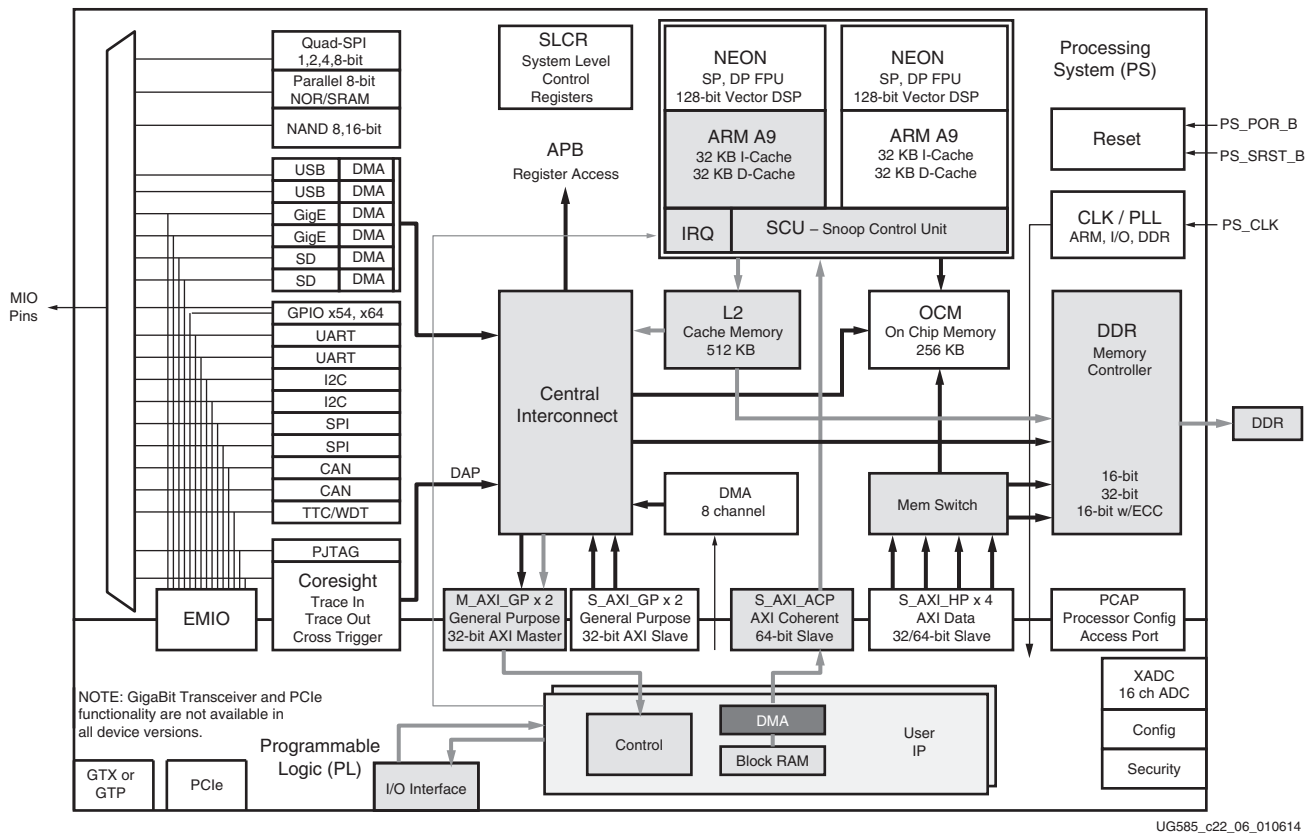 Quad-SPI
1,2,4,8-bit
Parallel 8-bit
NOR/SRAM
NAND 8,16-bit
USB DMA
USB DMA
GigE DMA
GigE DMA
SD DMA
SD DMA
GPIO x54, x64
UART
UART
I2C
I2C
SPI
SPI
CAN
CAN
TTC/WDT
PJTAG
Coresight
Trace In
Trace Out
Cross Trigger
MIO
Pins
EMIO
SLCR
System Level
Control
Registers
APB
Register Access
NEON
SP, DP FPU
128-bit Vector DSP
NEON
SP, DP FPU
128-bit Vector DSP
ARM A9
32 KB I-Cache
32 KB D-Cache
ARM A9
32 KB I-Cache
32 KB D-Cache
IRQ
SCU – Snoop Control Unit
Processing
System (PS)
Reset
PS_POR_B
PS_SRST_B
CLK / PLL
ARM, I/O, DDR
PS_CLK
L2
Cache Memory
512 KB
OCM
On Chip Memory
256 KB
DDR
Memory
Controller
16-bit
32-bit
16-bit w/ECC
DDR
Central
Interconnect
DAP
DMA
8 channel
Mem Switch
M_AXI_GP x 2
General Purpose
32-bit AXI Master
S_AXI_GP x 2
General Purpose
32-bit AXI Slave
S_AXI_ACP
AXI Coherent
64-bit Slave
S_AXI_HP x 4
AXI Data
32/64-bit Slave
PCAP
Processor Config
Access Port
XADC
16 ch ADC
Config
Security
NOTE: GigaBit Transceiver and PCIe
functionality are not available in
all device versions.
Programmable
Logic (PL)
GTX or
GTP
PCIe
I/O Interface
Control
DMA
Block RAM
User
IP
UG585_c22_06_010614